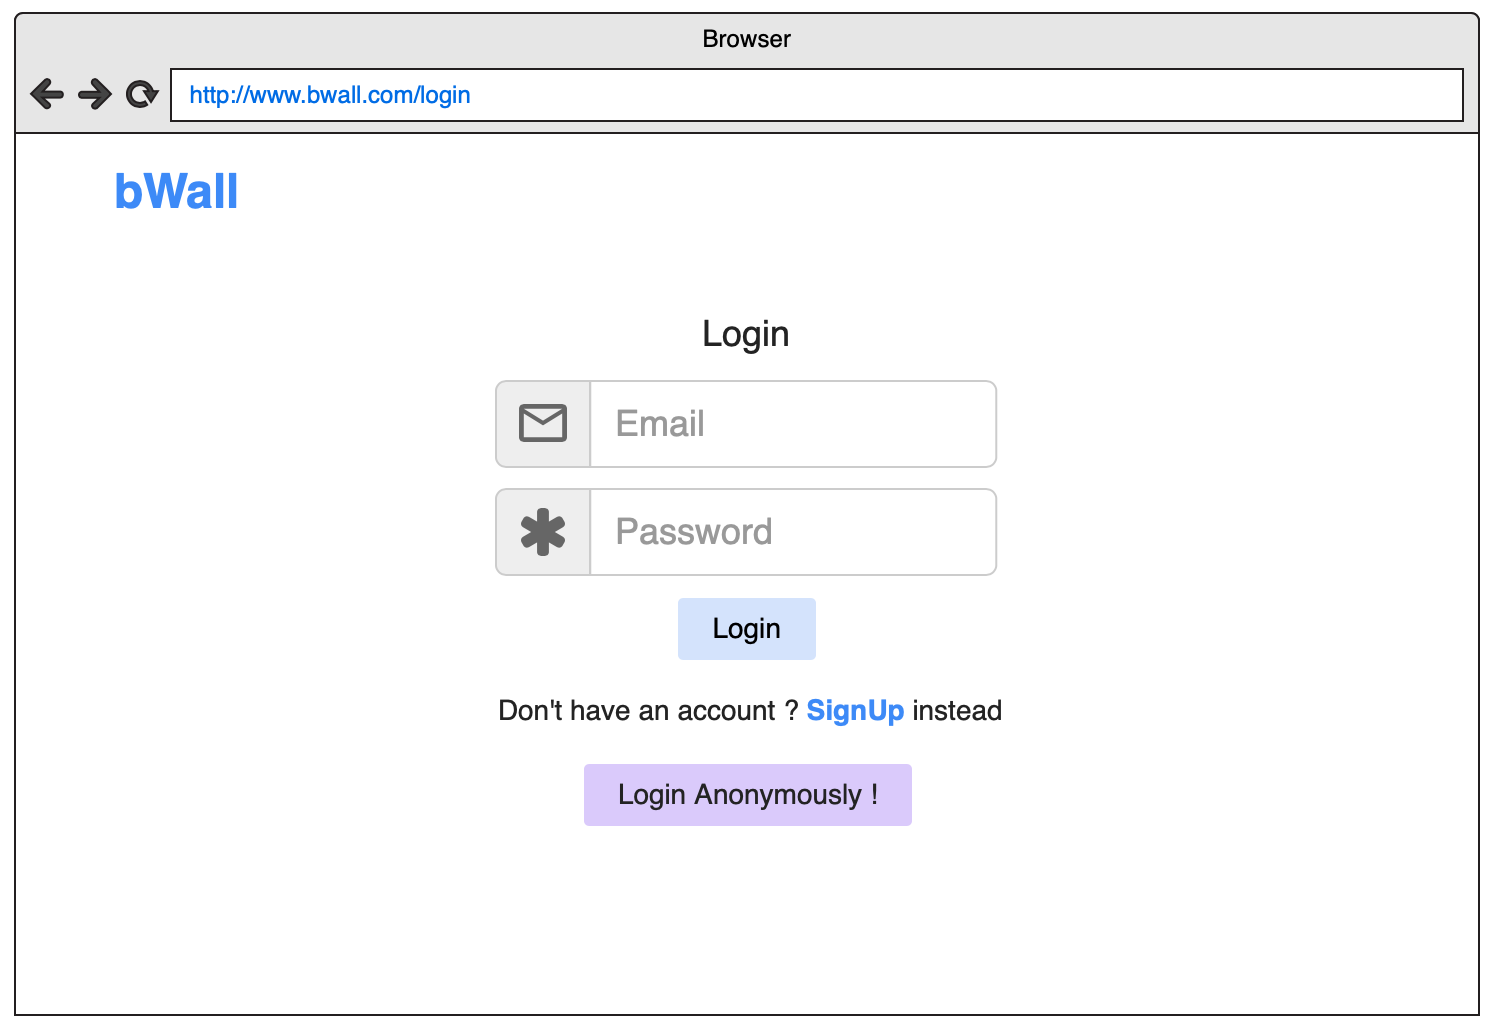 Browser
http://www.bwall.com/login
bWall
Login
Email
Password
Login
Don't have an account ? SignUp instead
Login Anonymously !